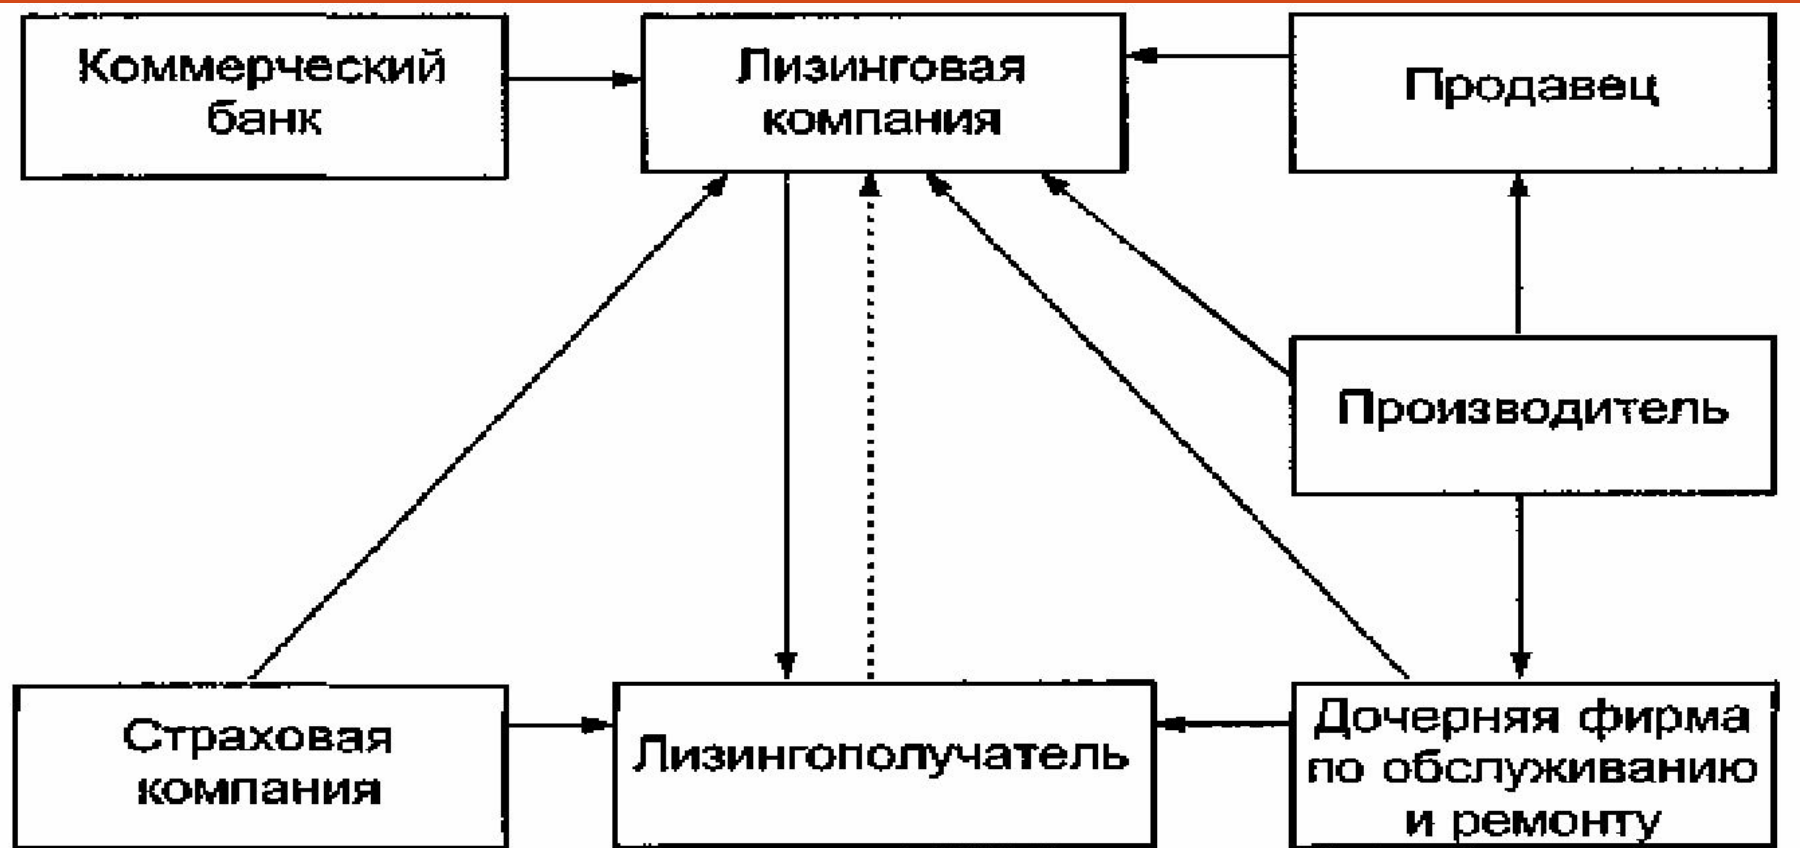 Коммерческий
банк
Лизинговая
компания
Продавец
Производитель
Страховая
компания
Лизингополучатель
Дочерняя фирма
по обслуживанию
и ремонту